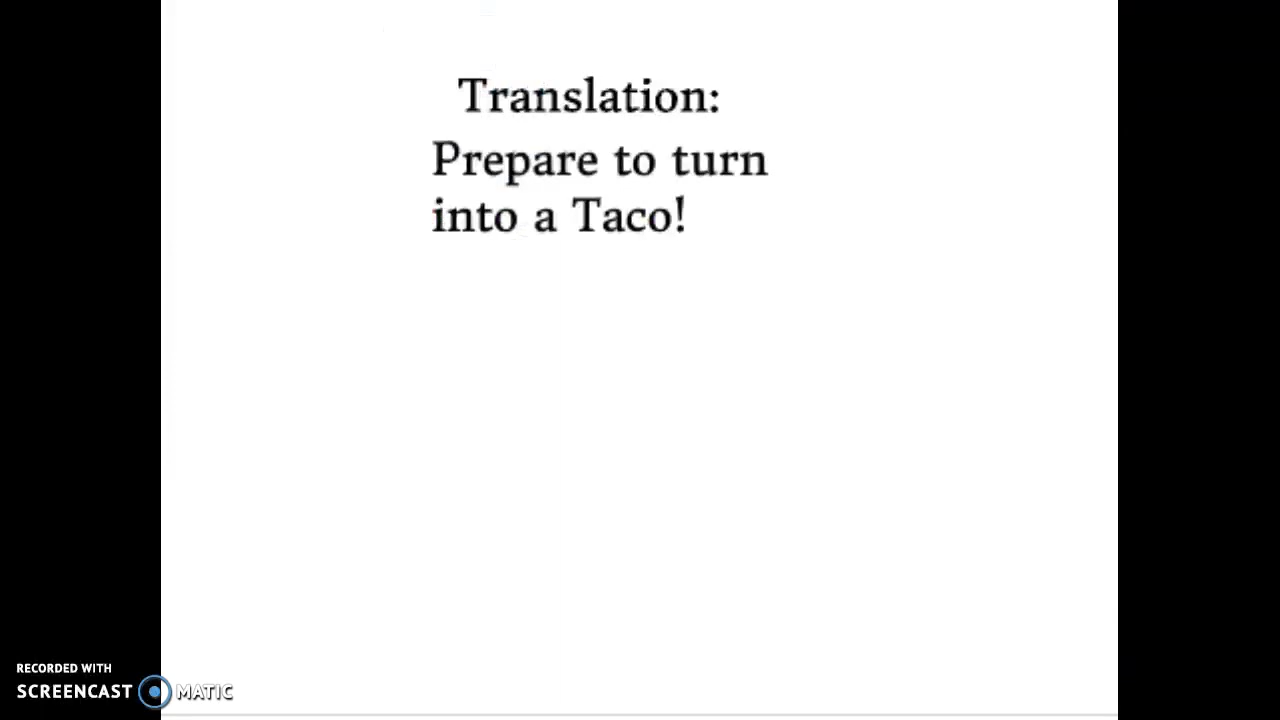 Translation:
Prepare to turn
into a Taco!
RECORDED WITH
SCREENCAST MATIC